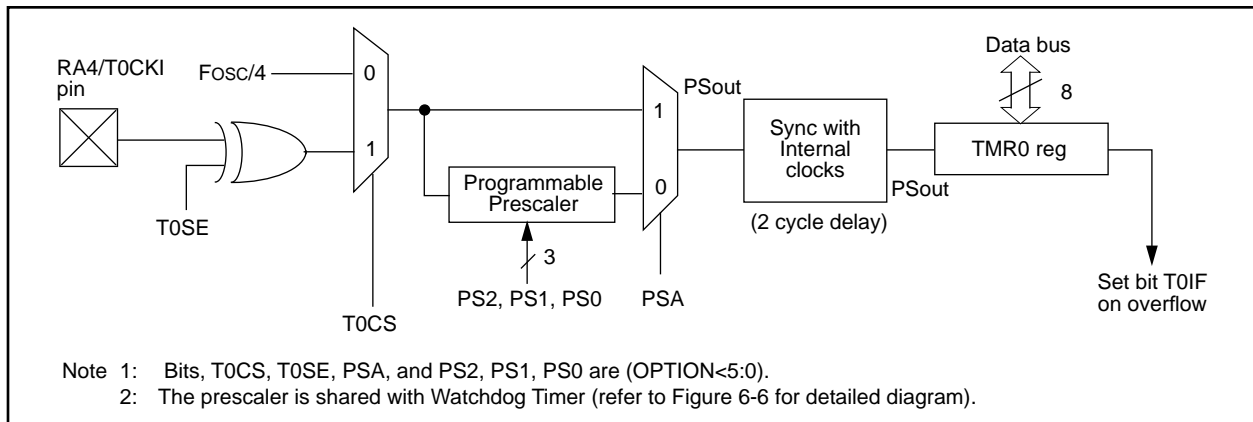 Data bus
RA4/T0CKI
pin
FOSC/4
0
PSout
8
1
1
Sync with
Internal
clocks
TMR0 reg
Programmable
Prescaler
0
PSout
T0SE
(2 cycle delay)
3
PS2, PS1, PS0
PSA
Set bit T0IF
on overflow
T0CS
Note 1: Bits, T0CS, T0SE, PSA, and PS2, PS1, PS0 are (OPTION<5:0).
2: The prescaler is shared with Watchdog Timer (refer to Figure 6-6 for detailed diagram).